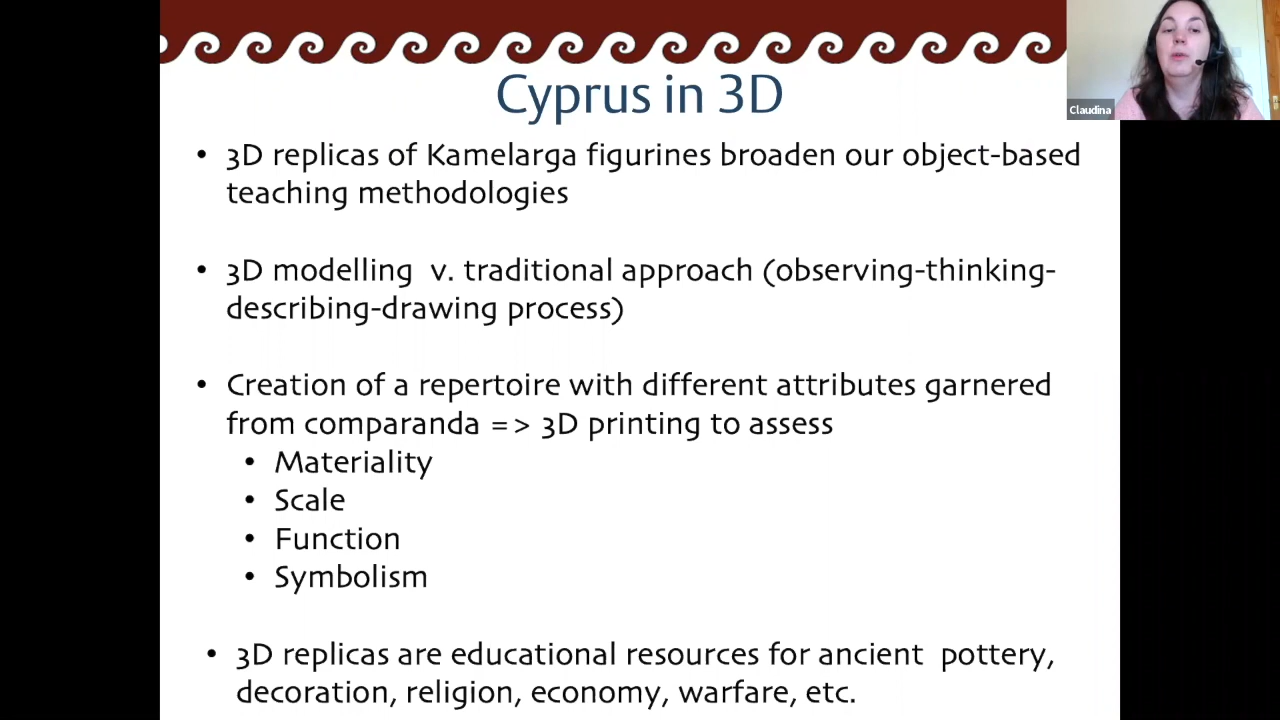 Cyprus in 3D
Claudina
• 3D replicas of Kamelarga figurines broaden our object-based
teaching methodologies
• 3D modelling v. traditional approach (observing-thinking-
describing-drawing process)
• Creation of a repertoire with different attributes garnered
from comparanda => 3D printing to assess
• Materiality
• Scale
• Function
• Symbolism
• 3D replicas are educational resources for ancient pottery,
decoration, religion, economy, warfare, etc.